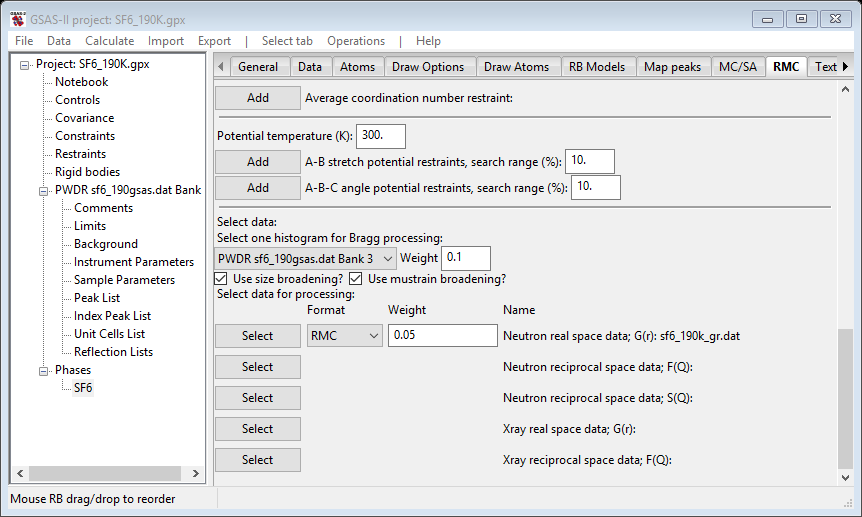 GSAS-II project: SF6_190K.gpx
File Data Calculate Import Export | Select tab Operations | Help
Project: SF6_190K.gpx
Notebook
Controls
Covariance
Constraints
Restraints
Rigid bodies
PWDR sf6_190gsas.dat Bank
Comments
Limits
Background
Instrument Parameters
Sample Parameters
Peak List
Index Peak List
Unit Cells List
Reflection Lists
Phases
SF6
General Data Atoms Draw Options Draw Atoms RB Models Map peaks MC/SA RMC Text
Add Average coordination number restraint:
Potential temperature (K): 300.
Add A-B stretch potential restraints, search range (%): 10.
Add A-B-C angle potential restraints, search range (%): 10.
Select data:
Select one histogram for Bragg processing:
PWDR sf6_190gsas.dat Bank 3 Weight 0.1
Use size broadening? Use mustrain broadening?
Select data for processing:
Format Weight Name
Select RMC 0.05 Neutron real space data; G(r): sf6_190k_gr.dat
Select Neutron reciprocal space data; F(Q):
Select Neutron reciprocal space data; S(Q):
Select Xray real space data; G(r):
Select Xray reciprocal space data; F(Q):
Mouse RB drag/drop to reorder